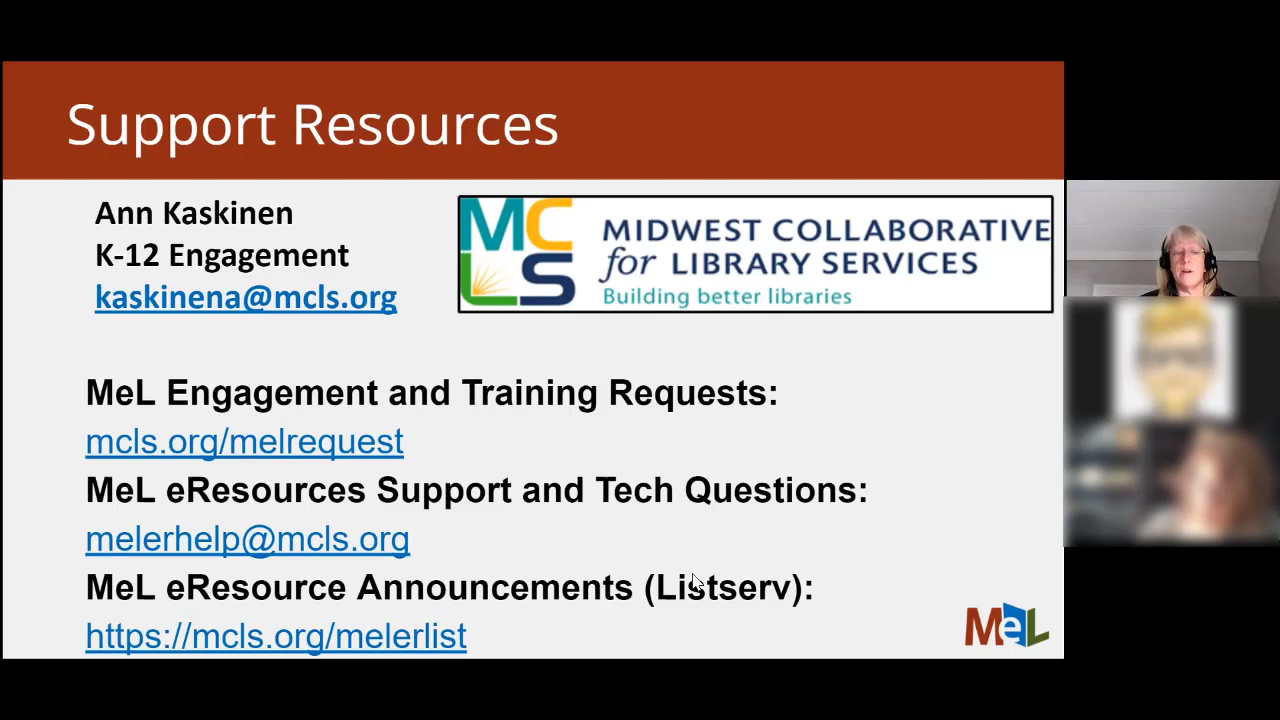 Support Resources
Ann Kaskinen
K-12 Engagement
kaskinena@mcls.org
MCLS
MIDWEST COLLABORATIVE
for LIBRARY SERVICES
Building better libraries
MeL Engagement and Training Requests:
mcls.org/melrequest
MeL eResources Support and Tech Questions:
melerhelp@mcls.org
MeL eResource Announcements (Listserv):
https://mcls.org/melerlist
MeL